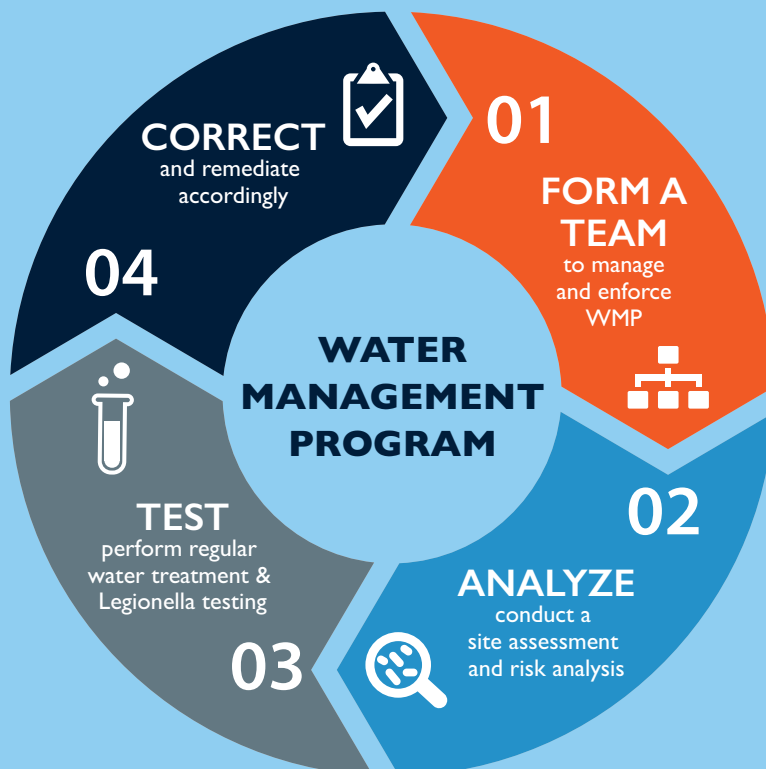 WATER
MANAGEMENT
PROGRAM
01
FORM A
TEAM
to manage
and enforce
WMP
02
ANALYZE
conduct a
site assessment
and risk analysis
03
TEST
perform regular
water treatment &
Legionella testing
04
CORRECT
and remediate
accordingly